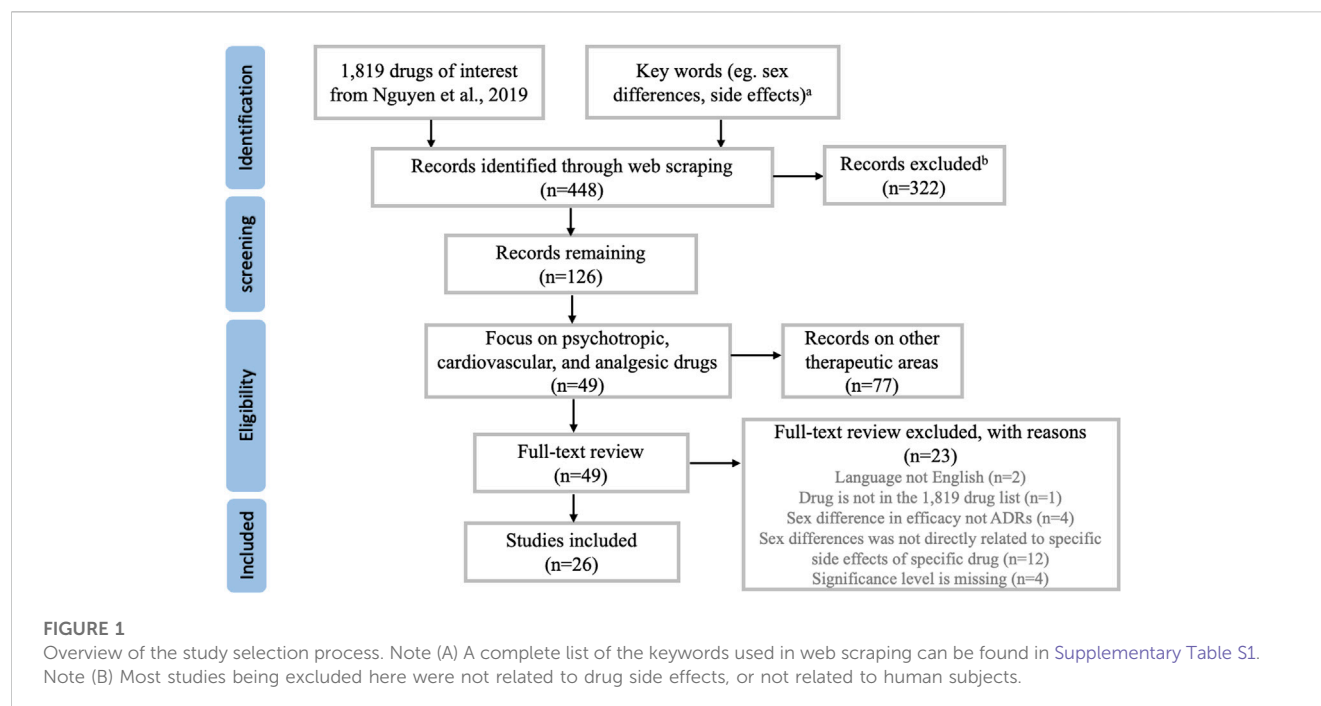 Identification
1,819 drugs of interest
from Nguyen et al., 2019
Key words (eg. sex
differences, side effects)a
Records identified through web scraping
(n=448)
Records excludedb
(n=322)
screening
Records remaining
(n=126)
Eligibility
Focus on psychotropic,
cardiovascular, and analgesic drugs
(n=49)
Records on other
therapeutic areas
(n=77)
Full-text review
(n=49)
Full-text review excluded, with reasons
(n=23)
Language not English (n=2)
Drug is not in the 1,819 drug list (n=1)
Sex difference in efficacy not ADRs (n=4)
Sex differences was not directly related to specific
side effects of specific drug (n=12)
Significance level is missing (n=4)
Included
Studies included
(n=26)
FIGURE 1
Overview of the study selection process. Note (A) A complete list of the keywords used in web scraping can be found in Supplementary Table S1.
Note (B) Most studies being excluded here were not related to drug side effects, or not related to human subjects.